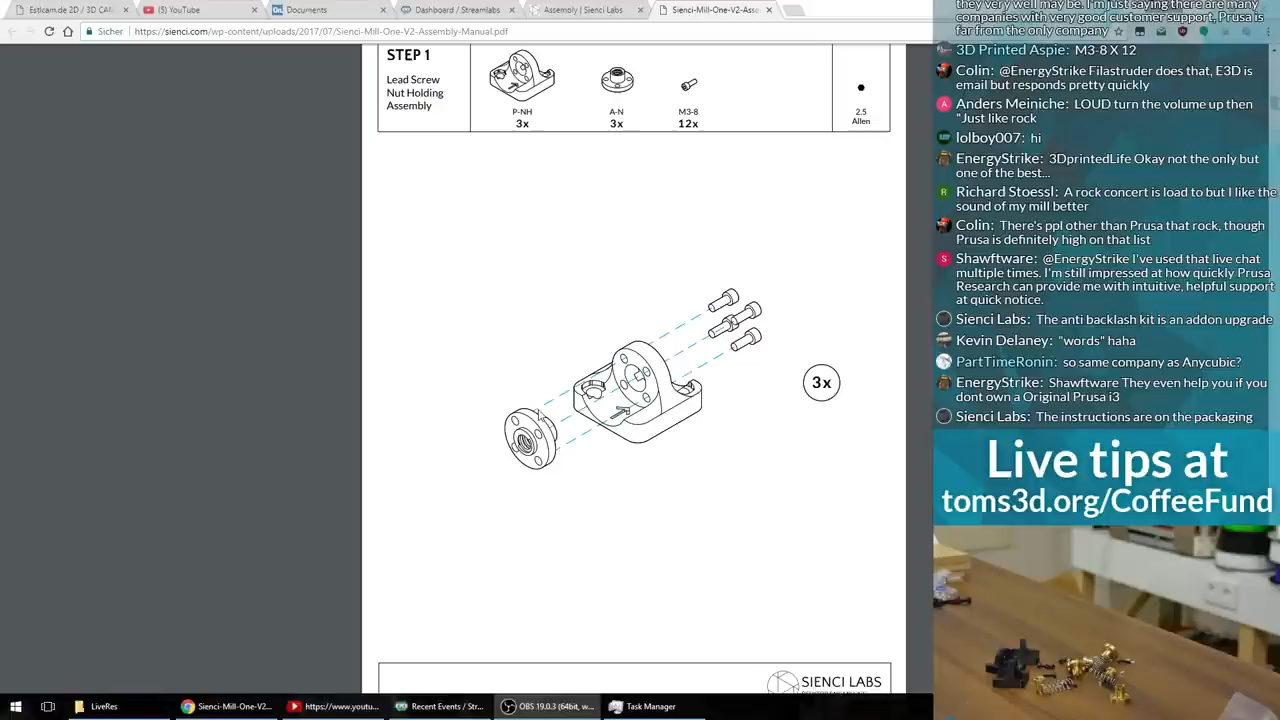 Estlcam.de 2D / 3D CAM
(5) YouTube
Documents
Dashboard / Streamlabs
Assembly | Sienci Labs
Sienci-Mill-One-V2-Asse
Sicher
https://sienci.com/wp-content/uploads/2017/07/Sienci-Mill-One-V2-Assembly-Manual.pdf
STEP 1
Lead Screw
Nut Holding
Assembly
P-NH
3x
A-N
3x
M3-8
12x
2.5
Allen
3x
SIENCI LABS
they very well may be. I'm just saying there are many
companies with very good customer support, Prusa is
far from the only company
3D Printed Aspie: M3-8 X 12
Colin: @EnergyStrike Filastruder does that, E3D is
email but responds pretty quickly
Anders Meiniche: LOUD turn the volume up then
"Just like rock
lolboy007: hi
EnergyStrike: 3DprintedLife Okay not the only but
one of the best...
Richard Stoessl: A rock concert is load to but I like the
sound of my mill better
Colin: There's ppl other than Prusa that rock, though
Prusa is definitely high on that list
Shawftware: @EnergyStrike I've used that live chat
multiple times. I'm still impressed at how quickly Prusa
Research can provide me with intuitive, helpful support
at quick notice.
Sienci Labs: The anti backlash kit is an addon upgrade
Kevin Delaney: "words" haha
PartTimeRonin: so same company as Anycubic?
EnergyStrike: Shawftware They even help you if you
dont own a Original Prusa i3
Sienci Labs: The instructions are on the packaging
Live tips at
toms3d.org/CoffeeFund
LiveRes
Sienci-Mill-One-V2...
https://www.youtu...
Recent Events / Str...
OBS 19.0.3 (64bit, w...
Task Manager